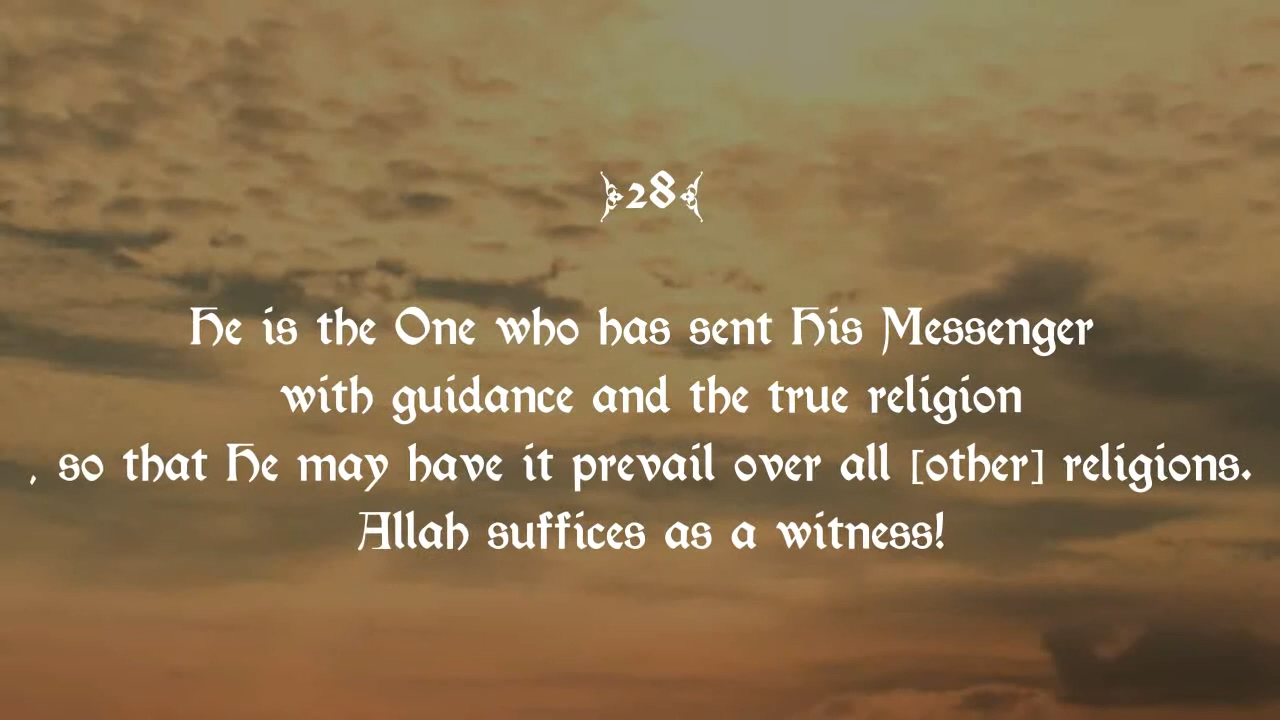 28
He is the One who has sent His Messenger
with guidance and the true religion
, so that He may have it prevail over all [other] religions.
Allah suffices as a witness!